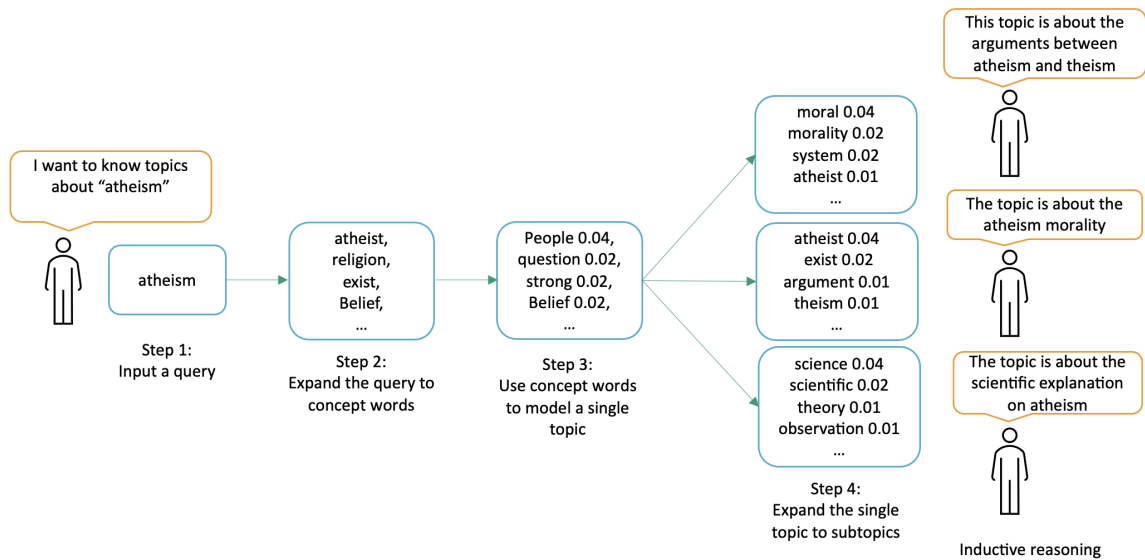 I want to know topics
about “atheism”
atheism
Step 1:
Input a query
atheist,
religion,
exist,
Belief,
...
Step 2:
Expand the query to
concept words
People 0.04,
question 0.02,
strong 0.02,
Belief 0.02,
...
Step 3:
Use concept words
to model a single
topic
moral 0.04
morality 0.02
system 0.02
atheist 0.01
...
atheist 0.04
exist 0.02
argument 0.01
theism 0.01
...
science 0.04
scientific 0.02
theory 0.01
observation 0.01
...
Step 4:
Expand the single
topic to subtopics
This topic is about the
arguments between
atheism and theism
The topic is about the
atheism morality
The topic is about the
scientific explanation
on atheism
Inductive reasoning